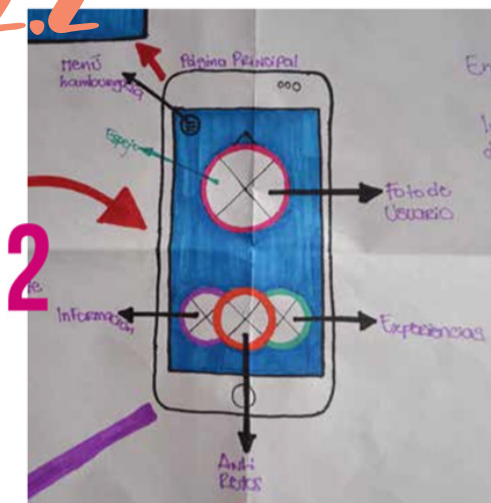 2.2
Menú
hamburguesa
Página Principal
Espejo
Foto de
Usuario
2
Información
Experiencias
Anti
Retos